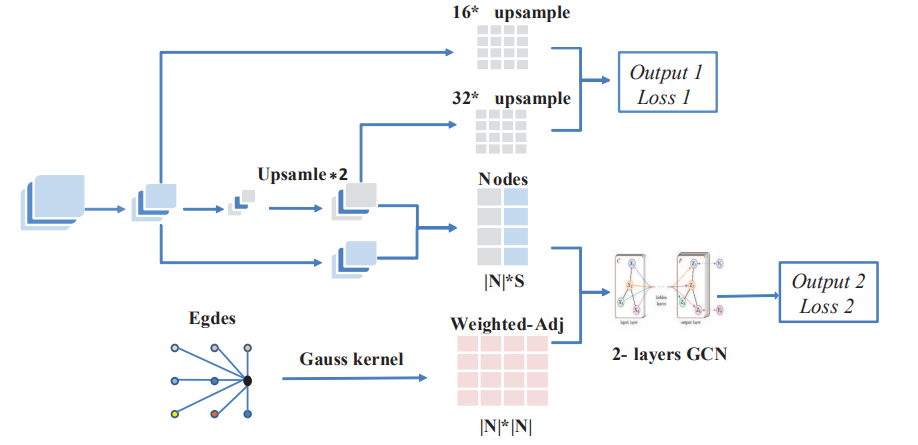 16* upsample
Output 1
Loss 1
32* upsample
Upsamle*2
Nodes
|N|*S
Output 2
Loss 2
Egdes
Weighted-Adj
Gauss kernel
2- layers GCN
|N|*|N|